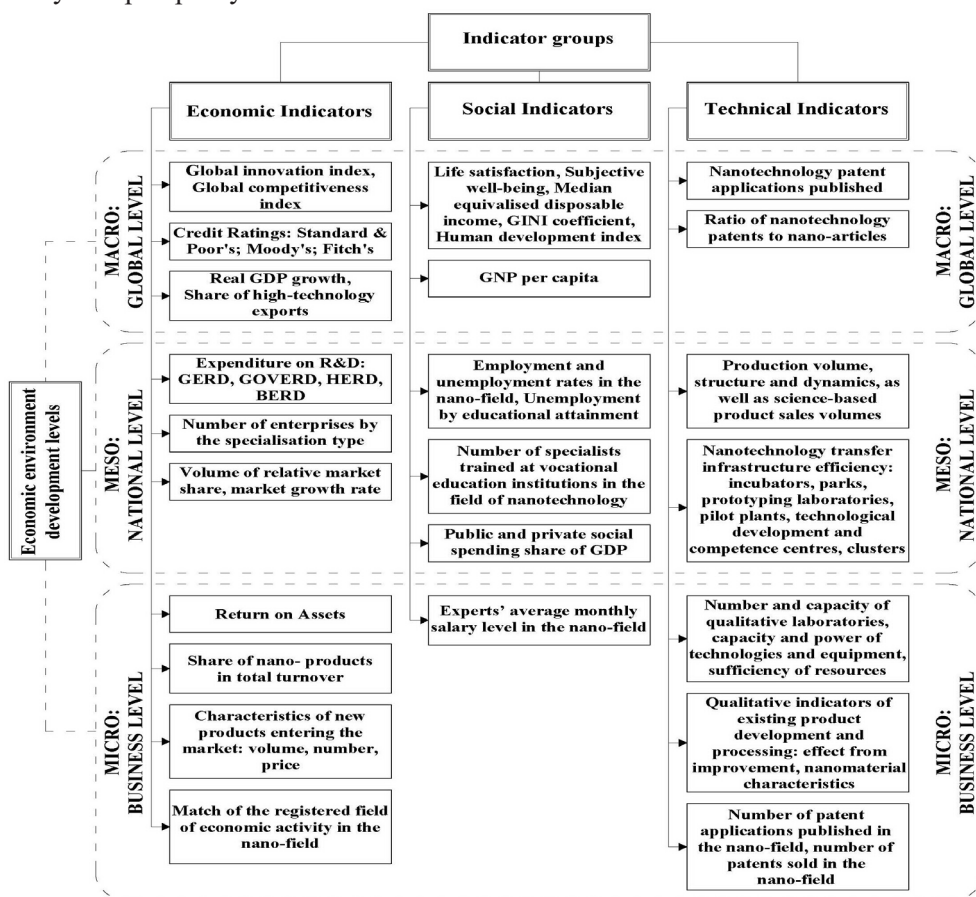 Indicator groups
Economic Indicators
Social Indicators
Technical Indicators
Economic environment
development levels
MACRO:
GLOBAL LEVEL
Global innovation index,
Global competitiveness
index
Credit Ratings: Standard &
Poor's; Moody's; Fitch's
Real GDP growth,
Share of high-technology
exports
Life satisfaction, Subjective
well-being, Median
equivalised disposable
income, GINI coefficient,
Human development index
GNP per capita
Nanotechnology patent
applications published
Ratio of nanotechnology
patents to nano-articles
MACRO:
GLOBAL LEVEL
MESO:
NATIONAL LEVEL
Expenditure on R&D:
GERD, GOVERD, HERD,
BERD
Number of enterprises by
the specialisation type
Volume of relative market
share, market growth rate
Employment and
unemployment rates in the
nano-field, Unemployment
by educational attainment
Number of specialists
trained at vocational
education institutions in the
field of nanotechnology
Public and private social
spending share of GDP
Production volume,
structure and dynamics, as
well as science-based
product sales volumes
Nanotechnology transfer
infrastructure efficiency:
incubators, parks,
prototyping laboratories,
pilot plants, technological
development and
competence centres, clusters
MESO:
NATIONAL LEVEL
MICRO:
BUSINESS LEVEL
Return on Assets
Share of nano- products
in total turnover
Characteristics of new
products entering the
market: volume, number,
price
Match of the registered field
of economic activity in the
nano-field
Experts' average monthly
salary level in the nano-field
Number and capacity of
qualitative laboratories,
capacity and power of
technologies and equipment,
sufficiency of resources
Qualitative indicators of
existing product
development and
processing: effect from
improvement, nanomaterial
characteristics
Number of patent
applications published in
the nano-field, number of
patents sold in the
nano-field
MICRO:
BUSINESS LEVEL